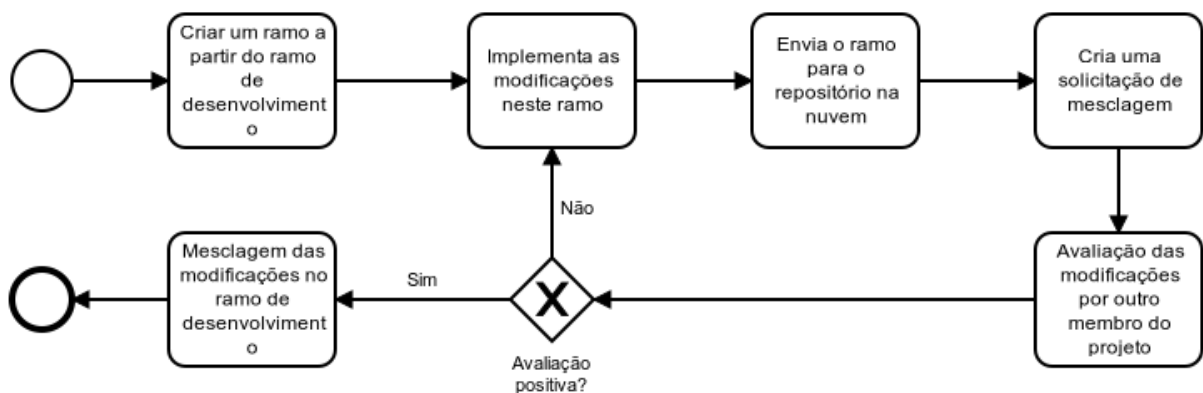 Criar um ramo a
partir do ramo
de
desenvolviment
o
Implementa as
modificações
neste ramo
Envia o ramo
para o
repositório na
nuvem
Cria uma
solicitação de
mesclagem
Não
Mesclagem das
modificações no
ramo de
desenvolviment
o
Sim
Avaliação
positiva?
Avaliação das
modificações
por outro
membro do
projeto